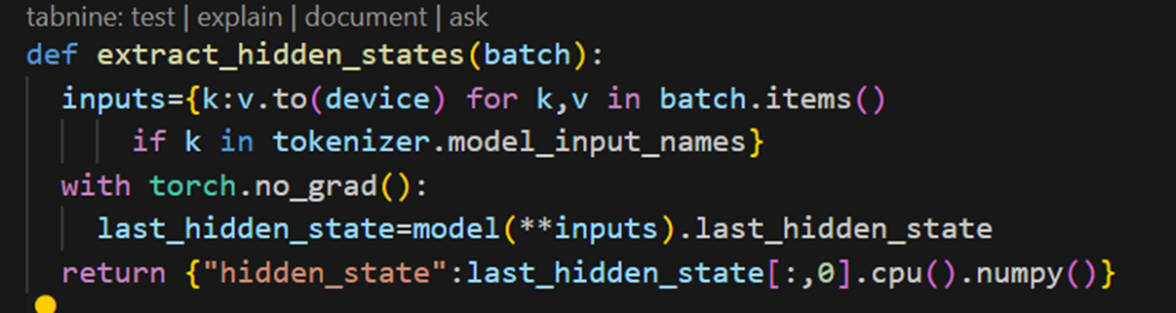 tabnine: test | explain | document | ask
def extract_hidden_states(batch):
inputs={k:v.to(device) for k,v in batch.items()
if k in tokenizer.model_input_names}
with torch.no_grad():
last_hidden_state=model(**inputs).last_hidden_state
return {"hidden_state":last_hidden_state[:,0].cpu().numpy()}